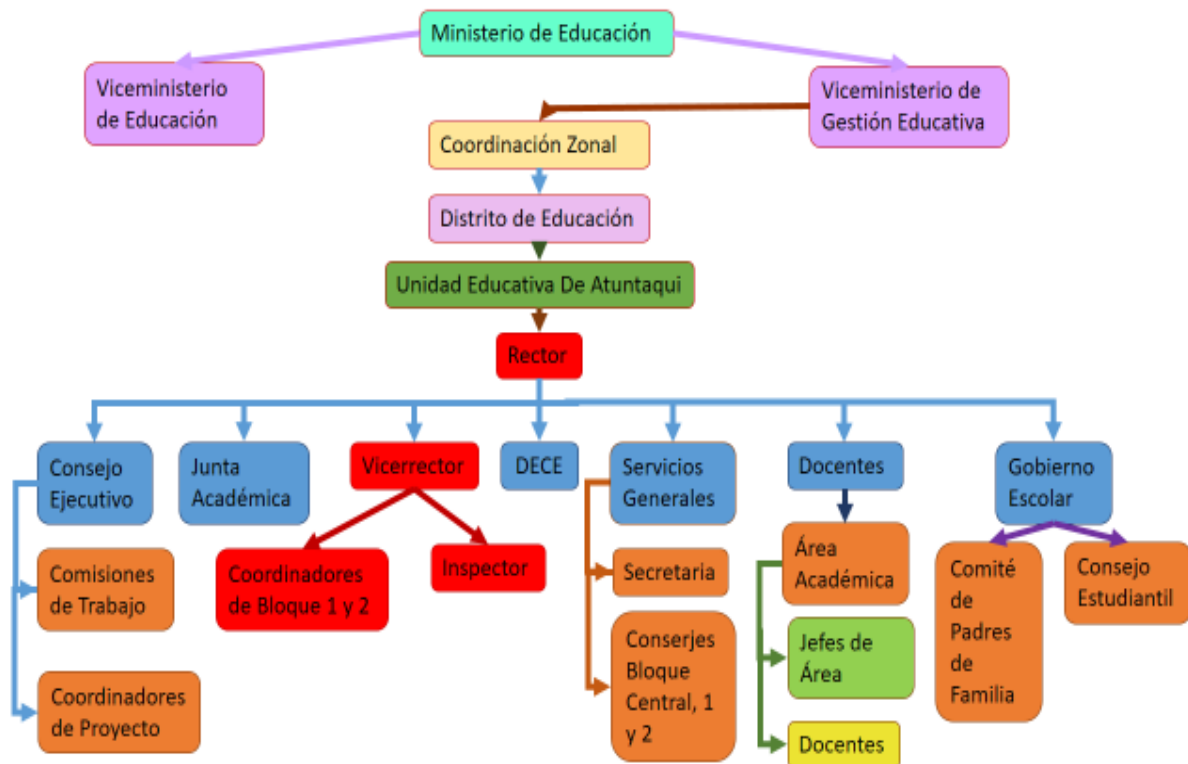 Ministerio de Educación
Viceministerio
de Educación
Viceministerio de
Gestión Educativa
Coordinación Zonal
Distrito de Educación
Unidad Educativa De Atuntaqui
Rector
Consejo
Ejecutivo
Junta
Académica
Vicerrector
DECE
Servicios
Generales
Docentes
Gobierno
Escolar
Comisiones
de Trabajo
Coordinadores
de Proyecto
Coordinadores
de Bloque 1 y 2
Inspector
Secretaria
Conserjes
Bloque
Central, 1
y 2
Área
Académica
Jefes de
Área
Docentes
Comité
de
Padres
de
Familia
Consejo
Estudiantil